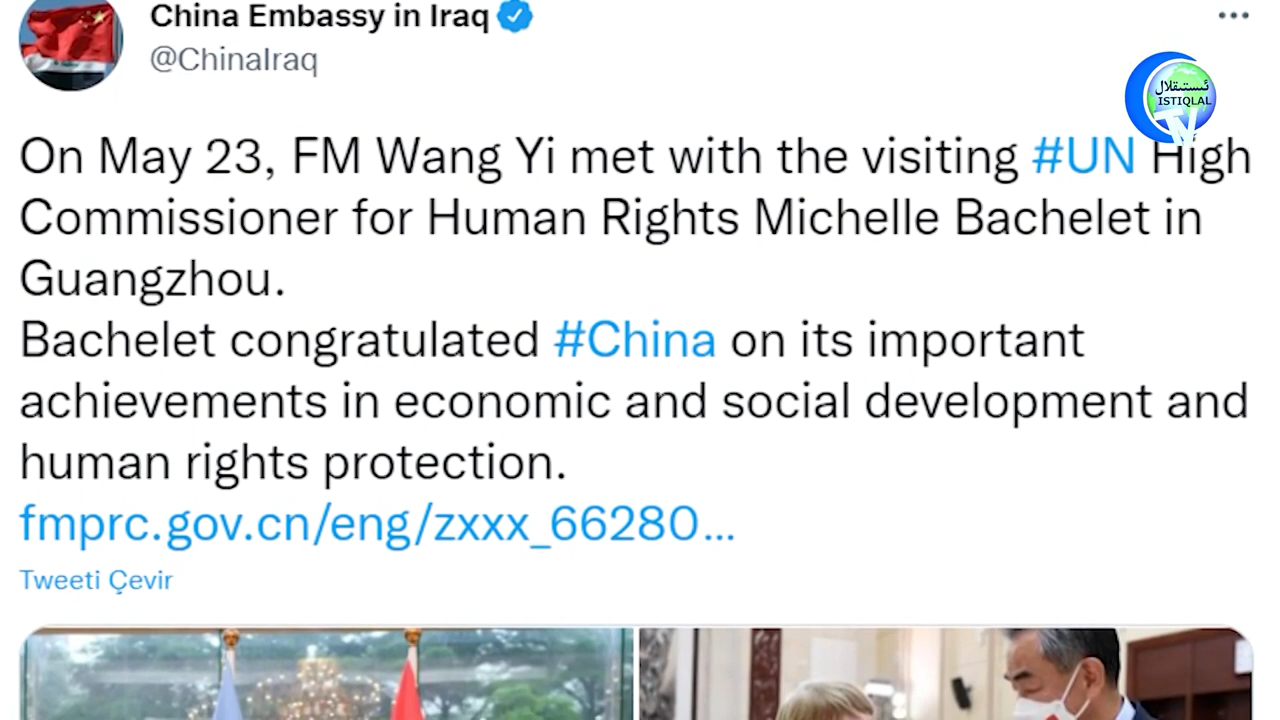 China Embassy in Iraq
@ChinaIraq
ئىستىقلال
ISTIQLAL
TV
On May 23, FM Wang Yi met with the visiting #UN High
Commissioner for Human Rights Michelle Bachelet in
Guangzhou.
Bachelet congratulated #China on its important
achievements in economic and social development and
human rights protection.
fmprc.gov.cn/eng/zxxx_66280...
Tweeti Çevir